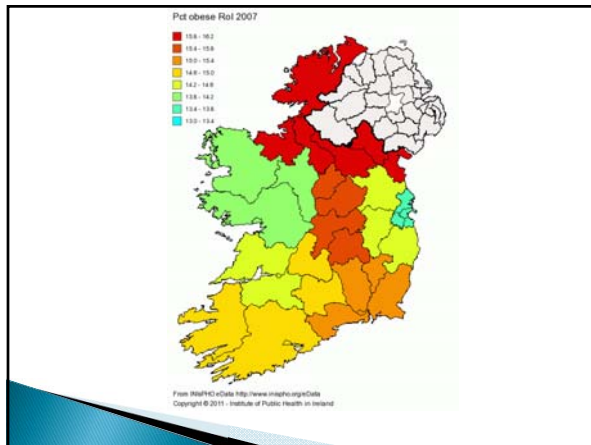 Pct obese RoI 2007
15.6 - 16.2
15.4 - 15.6
15.0 - 15.4
14.8 - 15.0
14.2 - 14.8
13.8 - 14.2
13.4 - 13.8
13.0 - 13.4
From INIsPHO eData http://www.inispho.org/eData
Copyright © 2011 - Institute of Public Health in Ireland